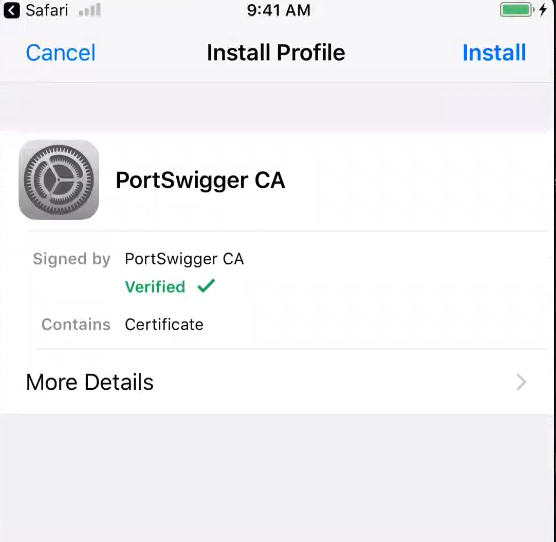 Safari 9:41 AM
Cancel Install Profile Install
PortSwigger CA
Signed by PortSwigger CA
Verified
Contains Certificate
More Details